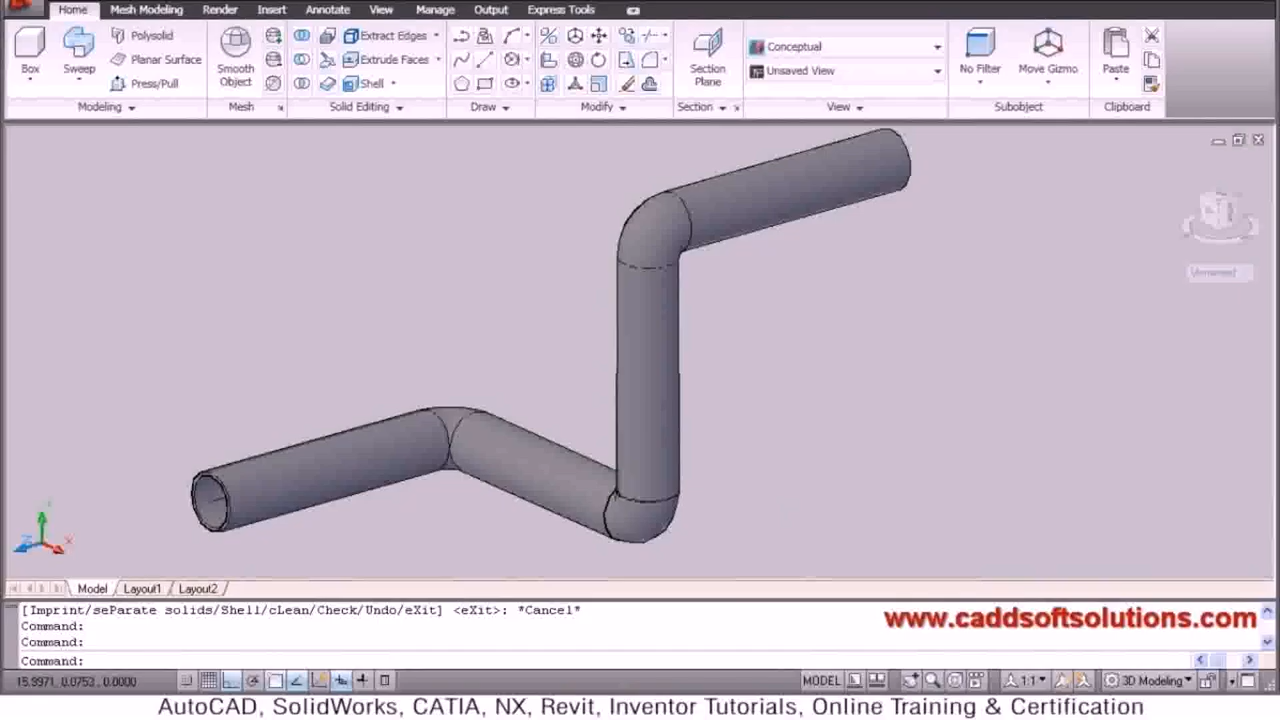 Home Mesh Modeling Render Insert Annotate View Manage Output Express Tools
Box
Sweep
Polysolid
Planar Surface
Press/Pull
Smooth Object
Extract Edges
Extrude Faces
Shell
Section Plane
Conceptual
Unsaved View
No Filter
Move Gizmo
Paste
Modeling Mesh Solid Editing Draw Modify Section View Subobject Clipboard
Unnamed
X
Model Layout1 Layout2
[Imprint/seParate solids/Shell/cLean/Check/Undo/eXit] <eXit>: *Cancel*
Command:
Command:
Command:
www.caddsoftsolutions.com
15.9971, 0.0753, 0.0000 MODEL 1:1 3D Modeling
AutoCAD, SolidWorks, CATIA, NX, Revit, Inventor Tutorials, Online Training & Certification